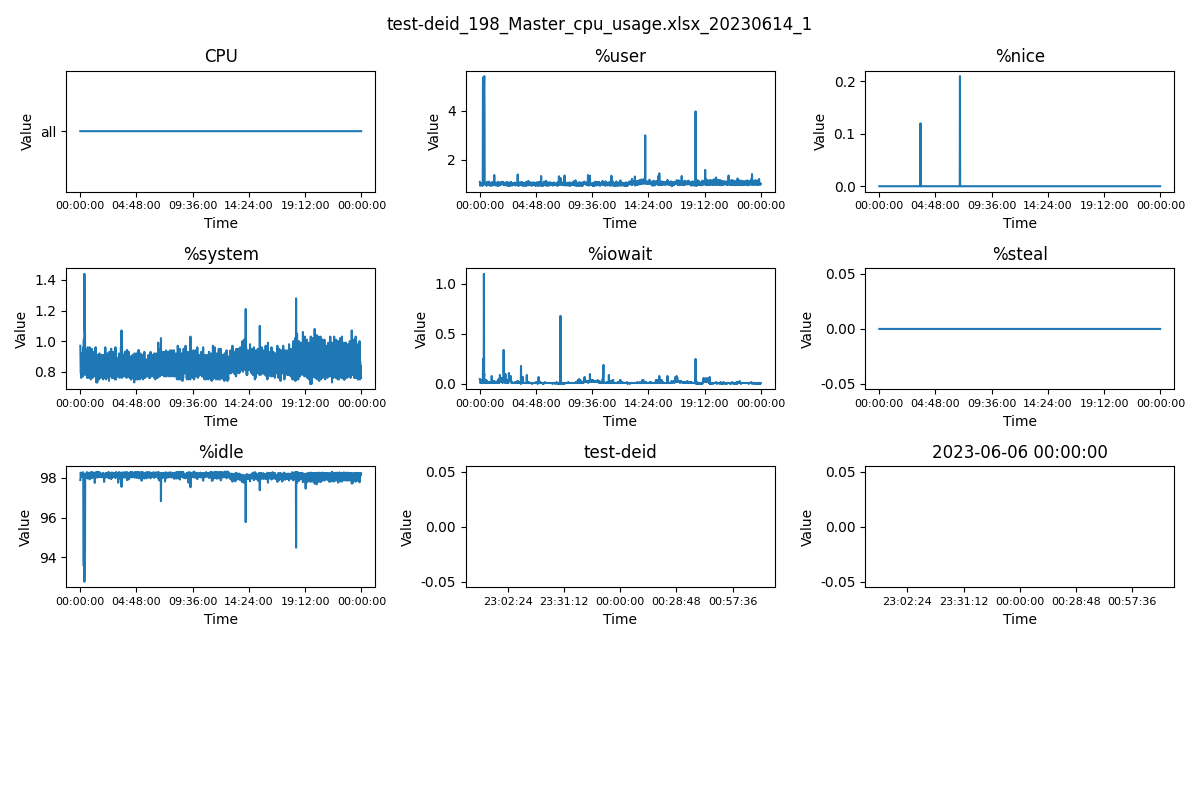 test-deid_198_Master_cpu_usage.xlsx_20230614_1
CPU
Value
all
00:00:00 04:48:00 09:36:00 14:24:00 19:12:00 00:00:00
Time
%user
Value
4
2
00:00:00 04:48:00 09:36:00 14:24:00 19:12:00 00:00:00
Time
%nice
Value
0.2
0.1
0.0
00:00:00 04:48:00 09:36:00 14:24:00 19:12:00 00:00:00
Time
%system
Value
1.4
1.2
1.0
0.8
00:00:00 04:48:00 09:36:00 14:24:00 19:12:00 00:00:00
Time
%iowait
Value
1.0
0.5
0.0
00:00:00 04:48:00 09:36:00 14:24:00 19:12:00 00:00:00
Time
%steal
Value
0.05
0.00
-0.05
00:00:00 04:48:00 09:36:00 14:24:00 19:12:00 00:00:00
Time
%idle
Value
98
96
94
00:00:00 04:48:00 09:36:00 14:24:00 19:12:00 00:00:00
Time
test-deid
Value
0.05
0.00
-0.05
23:02:24 23:31:12 00:00:00 00:28:48 00:57:36
Time
2023-06-06 00:00:00
Value
0.05
0.00
-0.05
23:02:24 23:31:12 00:00:00 00:28:48 00:57:36
Time